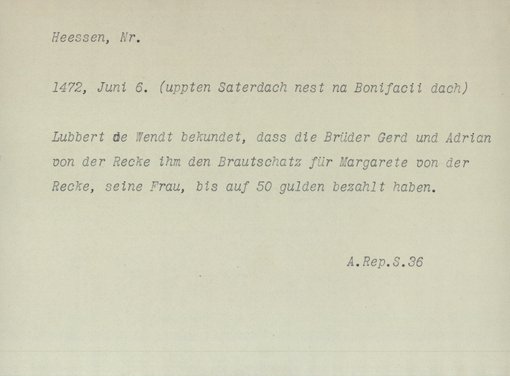 Heessen, Nr.
1472, Juni 6. (uppten Saterdach nest na Bonifacii dach)
Lubbert de Wendt bekundet, dass die Brüder Gerd und Adrian
von der Recke ihm den Brautschatz für Margarete von der
Recke, seine Frau, bis auf 50 gulden bezahlt haben.
A.Rep.S.36